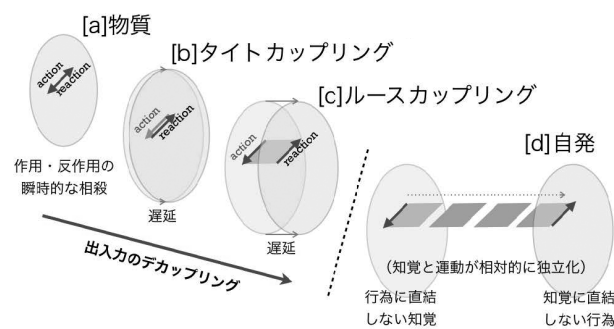 [a]物質
action
reaction
作用・反作用の
瞬時的な相殺
[b]タイトカップリング
action
reaction
遅延
[c]ルースカップリング
action
reaction
遅延
出入力のデカップリング
[d]自発
(知覚と運動が相対的に独立化)
行為に直結
しない知覚
知覚に直結
しない行為